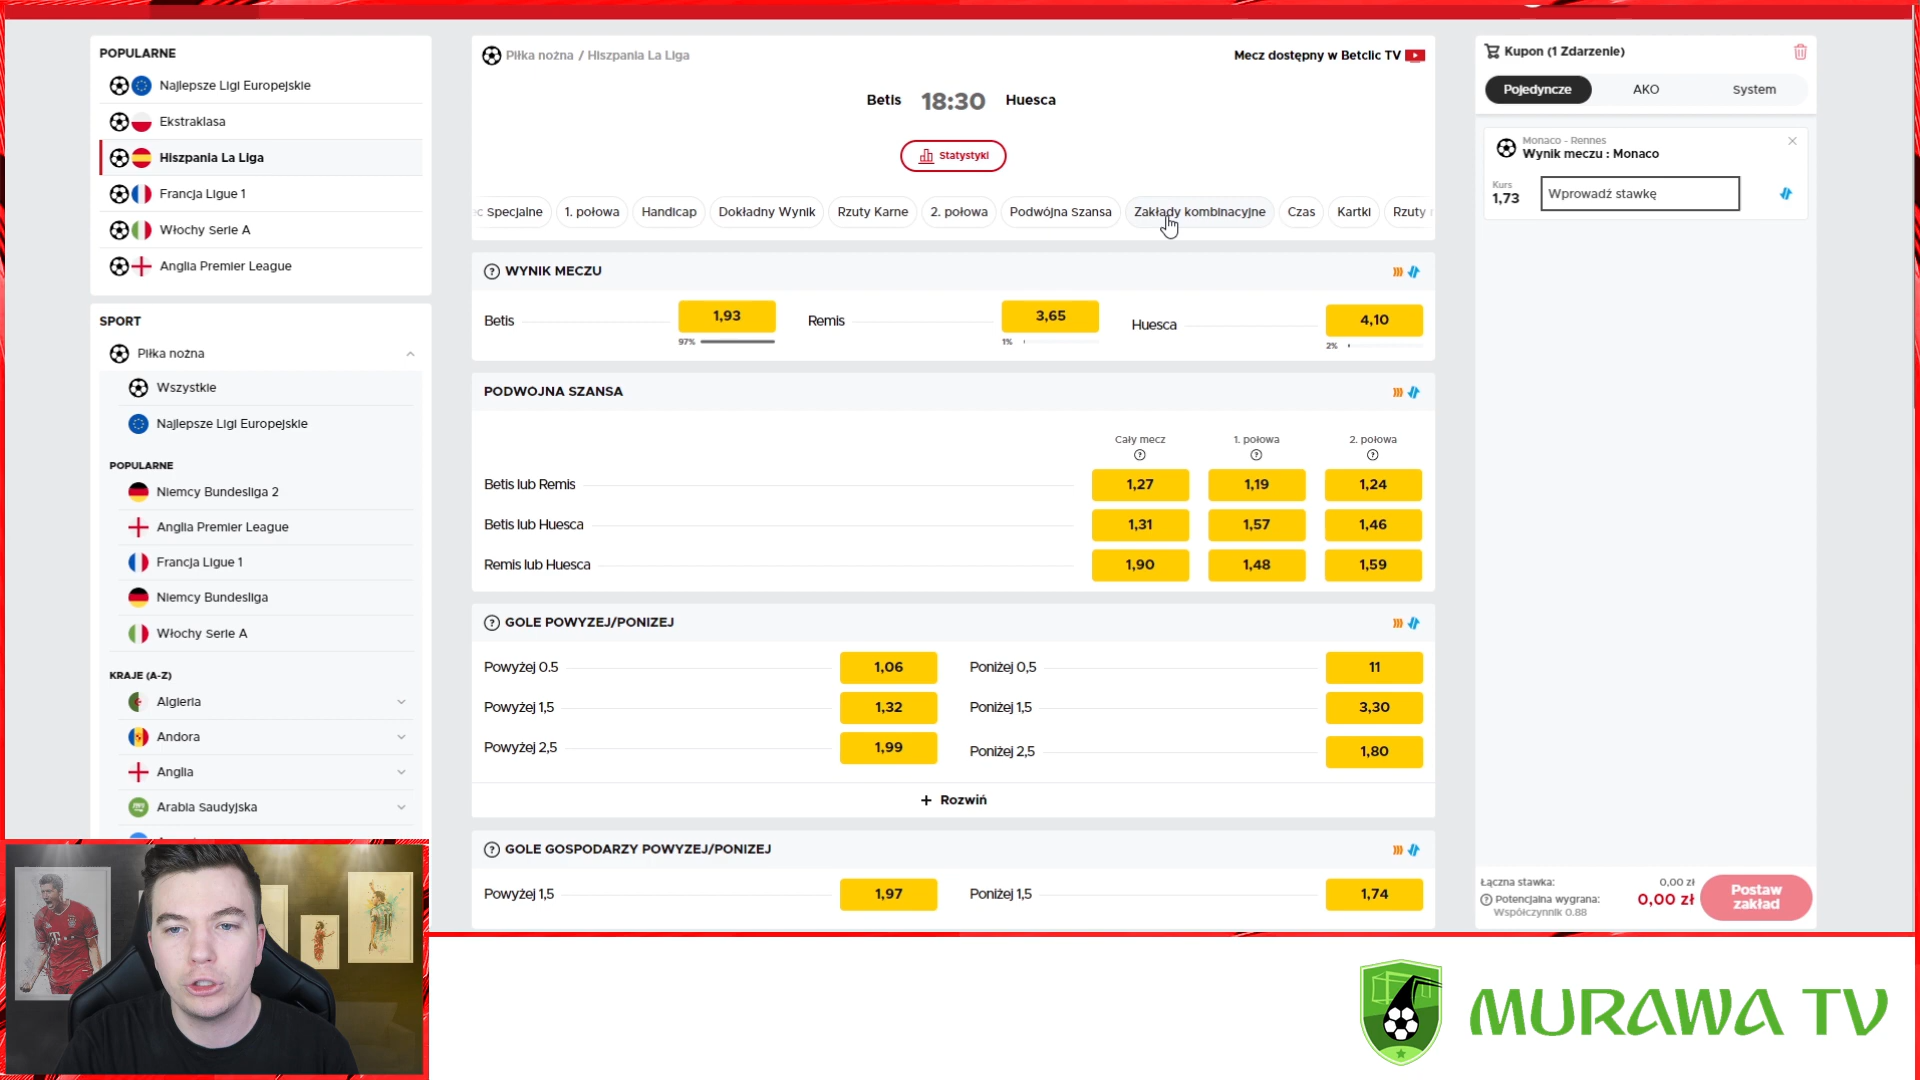 POPULARNE
Najlepsze Ligi Europejskie
Ekstraklasa
Hiszpania La Liga
Francja Ligue 1
Włochy Serie A
Anglia Premier League
SPORT
Piłka nożna
Wszystkie
Najlepsze Ligi Europejskie
POPULARNE
Niemcy Bundesliga 2
Anglia Premier League
Francja Ligue 1
Niemcy Bundesliga
Włochy Serie A
KRAJE (A-Z)
Algieria
Andora
Anglia
Arabia Saudyjska
Piłka nożna / Hiszpania La Liga
Mecz dostępny w Betclic TV
Betis 18:30 Huesca
Statystyki
ec Specjalne 1. połowa Handicap Dokładny Wynik Rzuty Karne 2. połowa Podwójna Szansa Zakłady kombinacyjne Czas Kartki Rzuty
WYNIK MECZU
Betis 1,93 Remis 3,65 Huesca 4,10
97% 1% 2%
PODWOJNA SZANSA
Cały mecz 1. połowa 2. połowa
Betis lub Remis 1,27 1,19 1,24
Betis lub Huesca 1,31 1,57 1,46
Remis lub Huesca 1,90 1,48 1,59
GOLE POWYZEJ/PONIZEJ
Powyżej 0.5 1,06 Poniżej 0,5 11
Powyżej 1,5 1,32 Poniżej 1,5 3,30
Powyżej 2,5 1,99 Poniżej 2,5 1,80
+ Rozwiń
GOLE GOSPODARZY POWYZEJ/PONIZEJ
Powyżej 1,5 1,97 Poniżej 1,5 1,74
Kupon (1 Zdarzenie)
Pojedyncze AKO System
Monaco - Rennes
Wynik meczu : Monaco
Kurs
1,73 Wprowadź stawkę
Łączna stawka: 0,00 zł
Potencjalna wygrana: 0,00 zł
Współczynnik 0.88
Postaw zakład
MURAWA TV